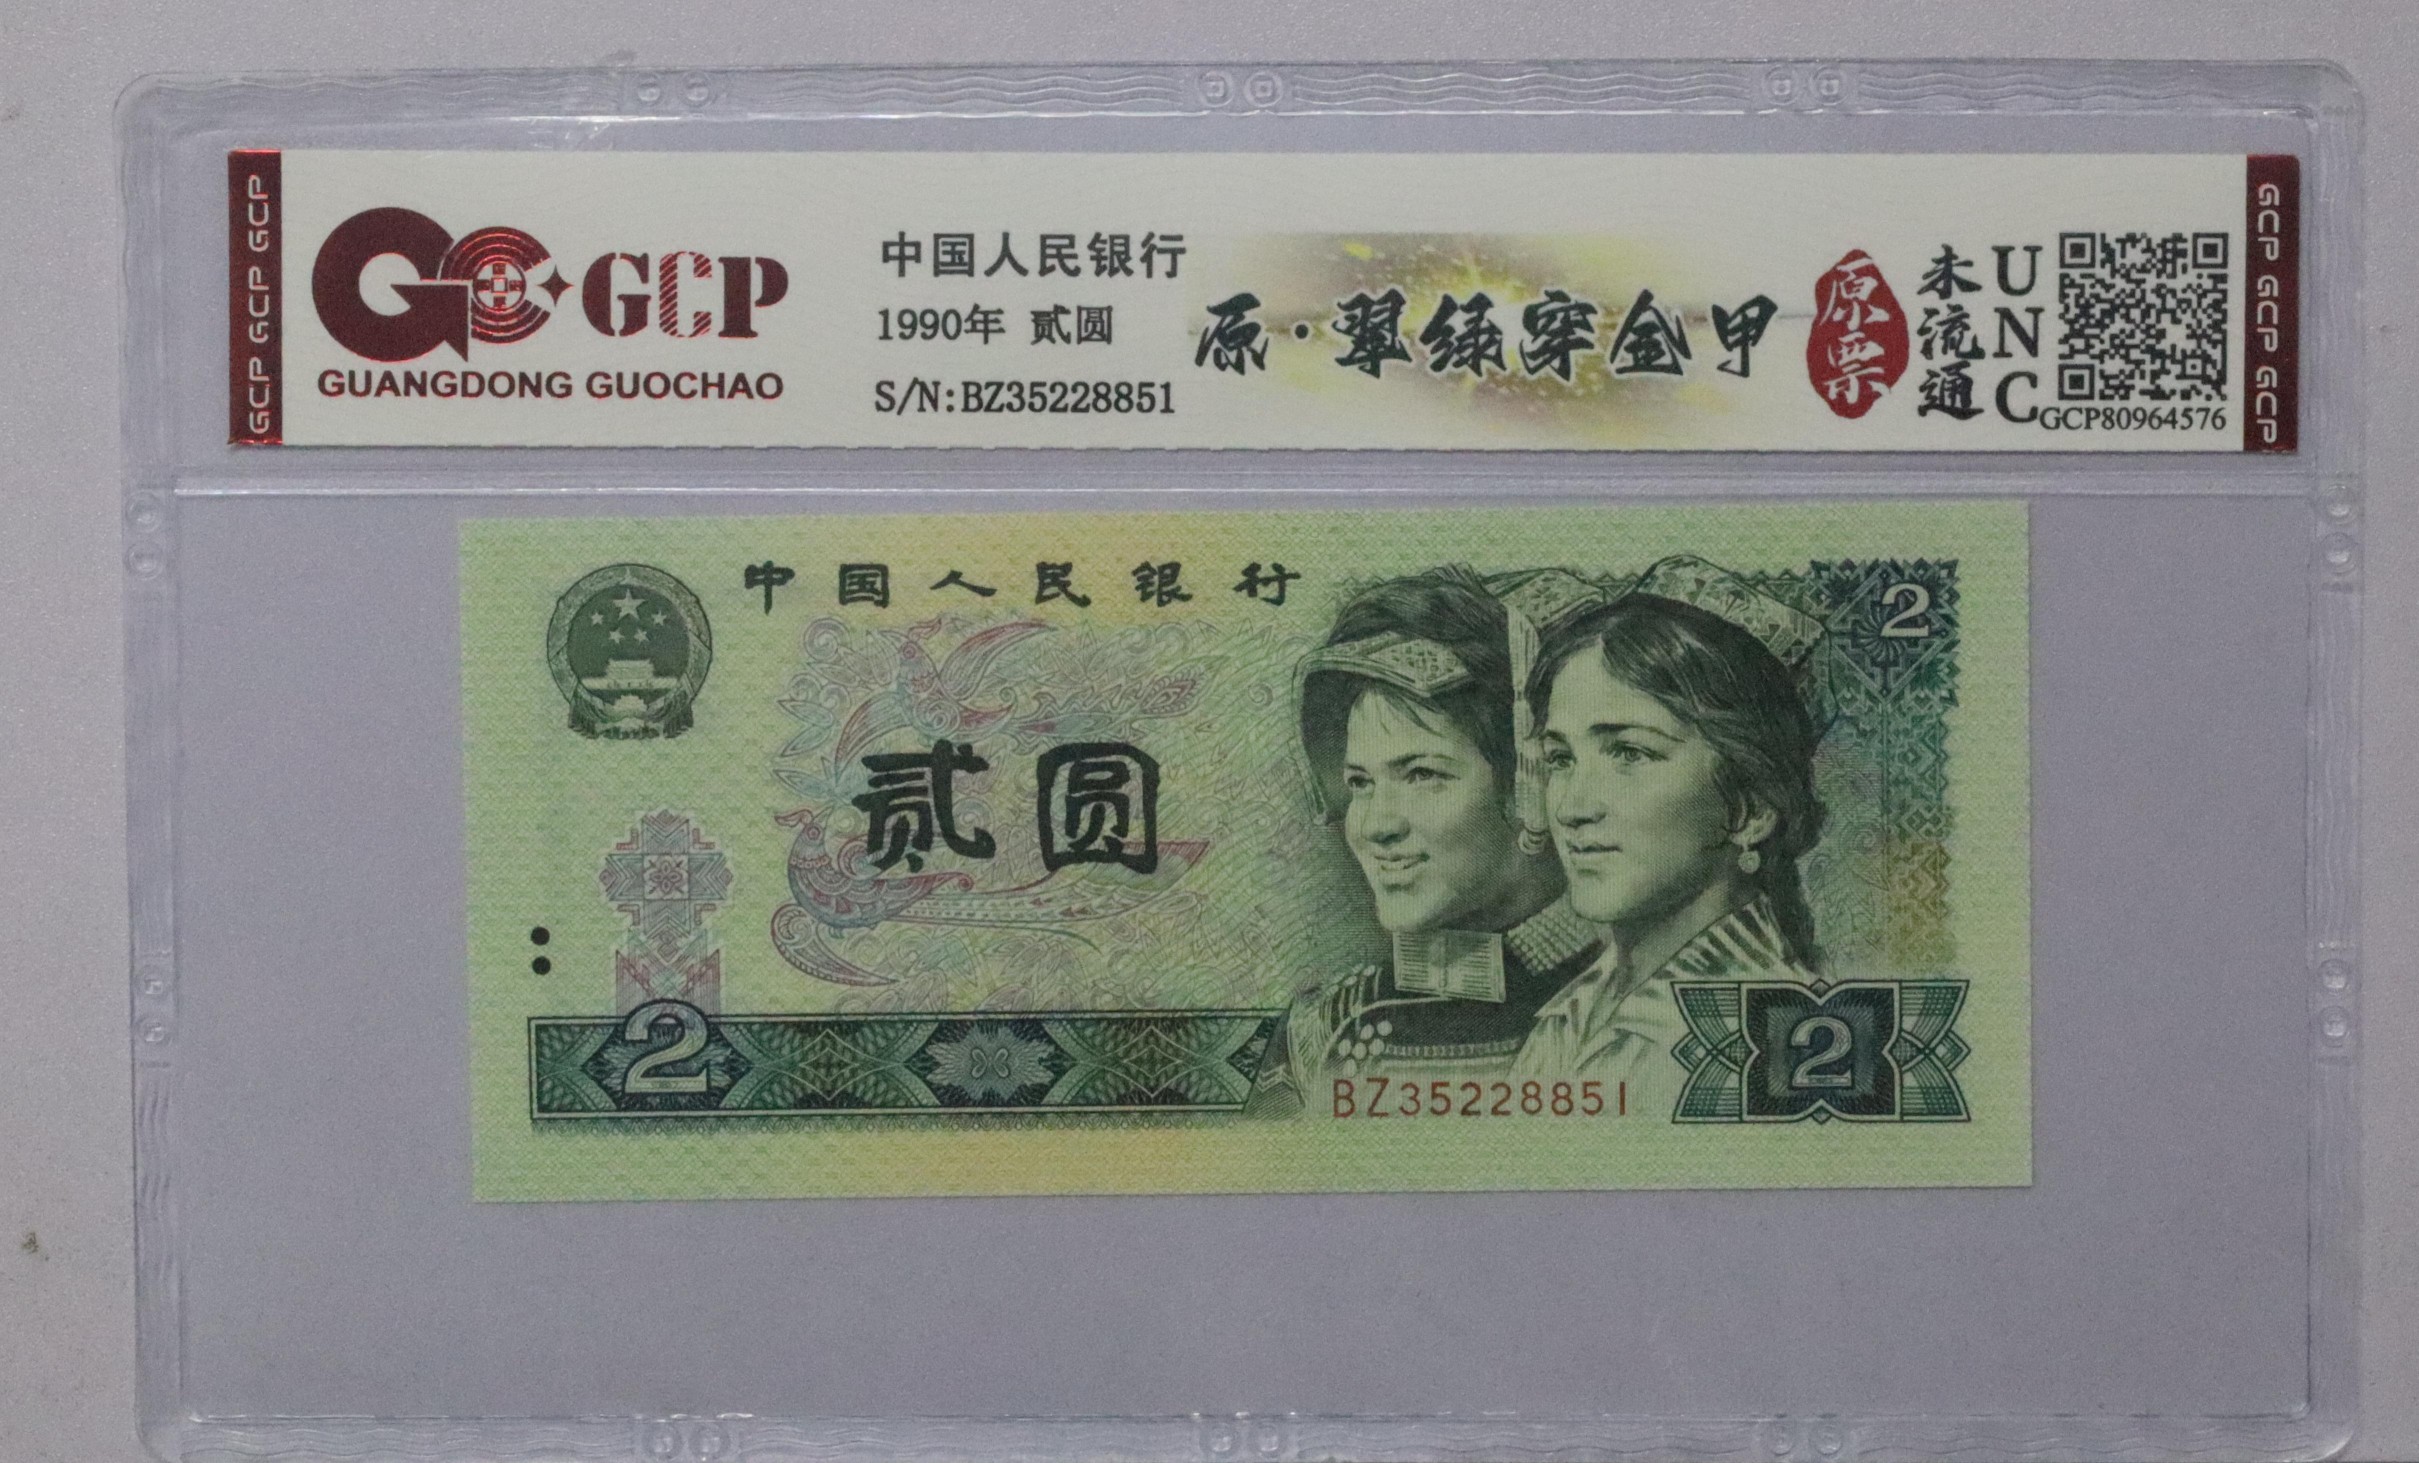 GCP GCP GCP
GCP
GUANGDONG GUOCHAO
中国人民银行
1990年 贰圆
S/N:BZ35228851
原·翠绿穿金甲
原票
未流通
UNC
GCP80964576
GCP GCP GCP
中国人民银行
2
贰圆
2
BZ35228851
2